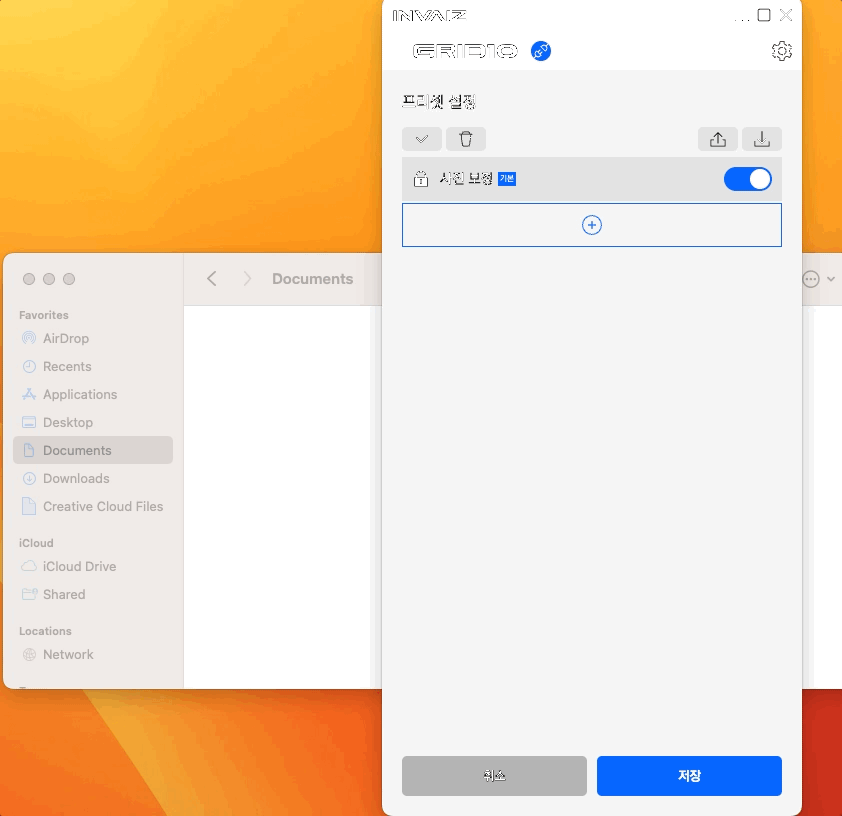 INVAIZ
GRIDIO
프리셋 설정
사진 보정 기본
Documents
Favorites
AirDrop
Recents
Applications
Desktop
Documents
Downloads
Creative Cloud Files
iCloud
iCloud Drive
Shared
Locations
Network
취소
저장